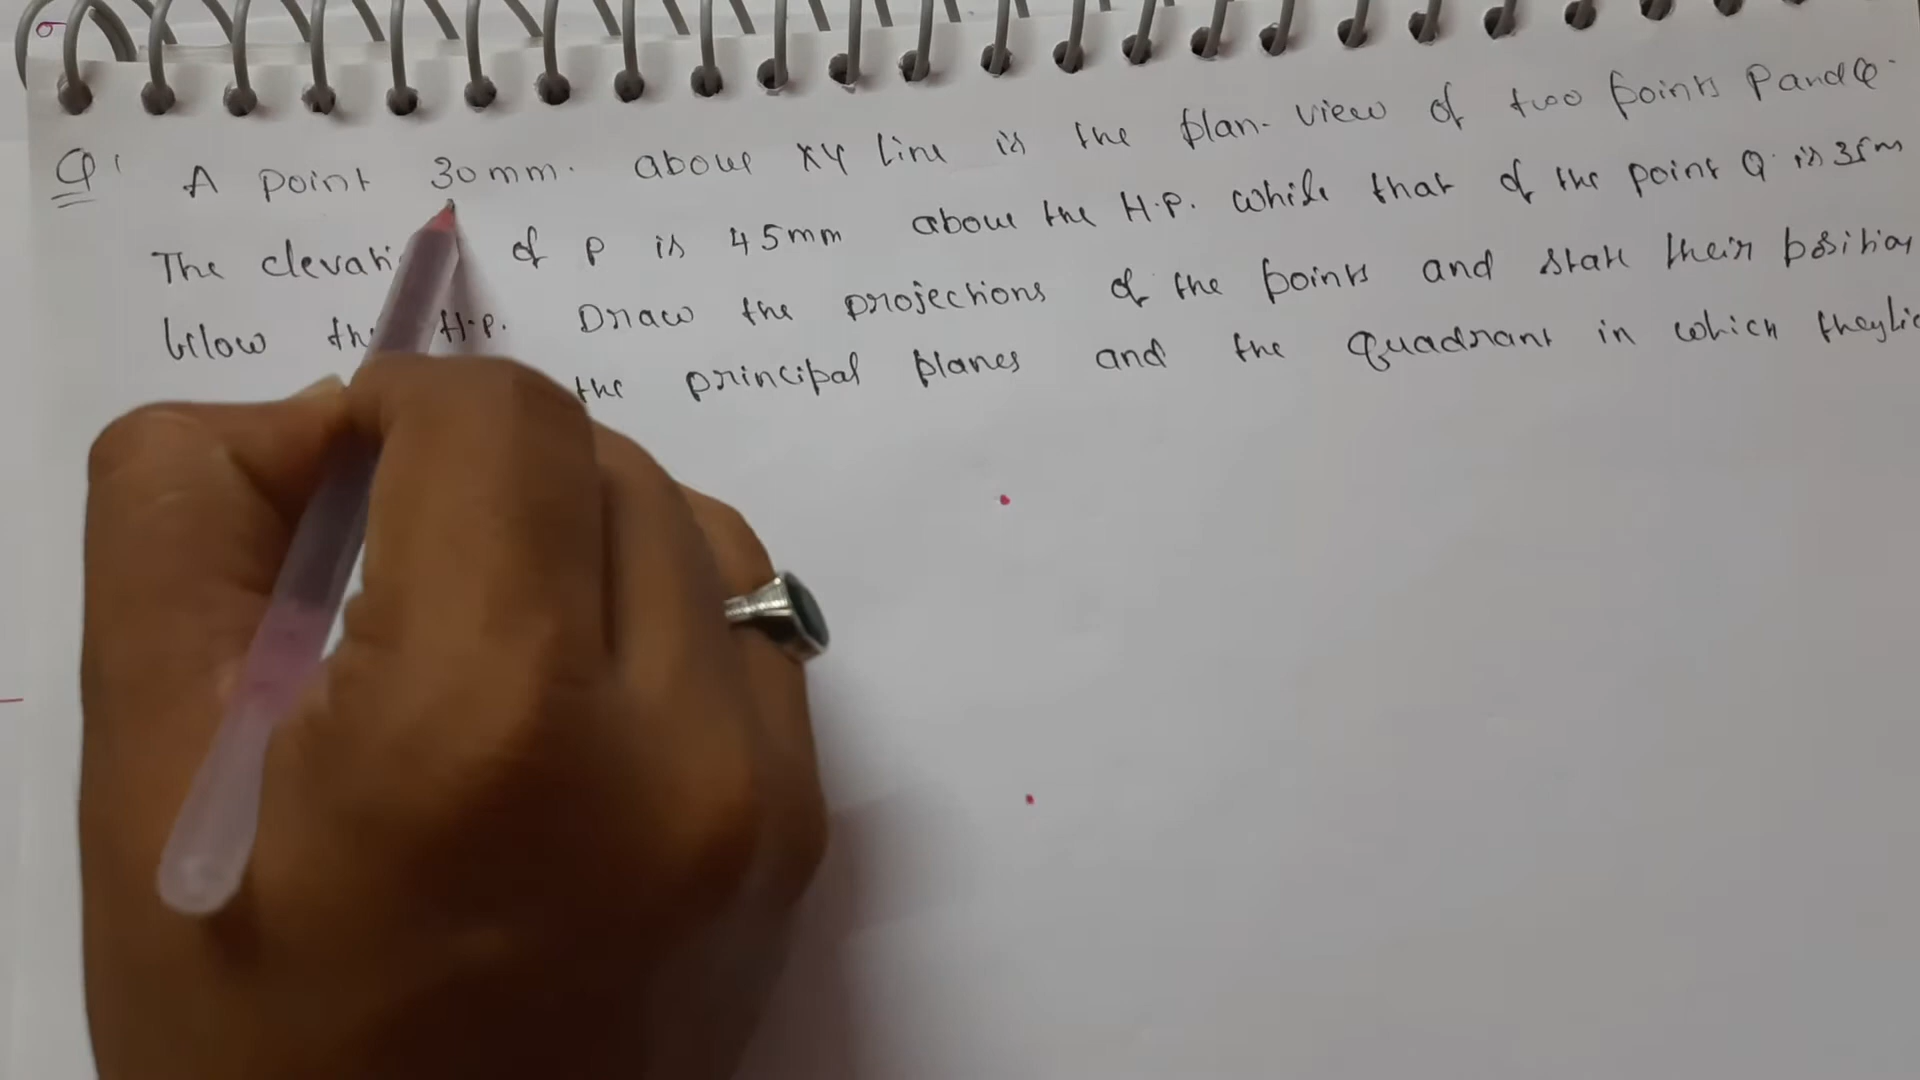 Q. A point 30mm. above XY line is the plan-view of two points P and Q.
The elevati of P is 45mm above the H.P. while that of the point Q is 35m
below the H.P. Draw the projections of the points and state their position
the principal planes and the quadrant in which they lie